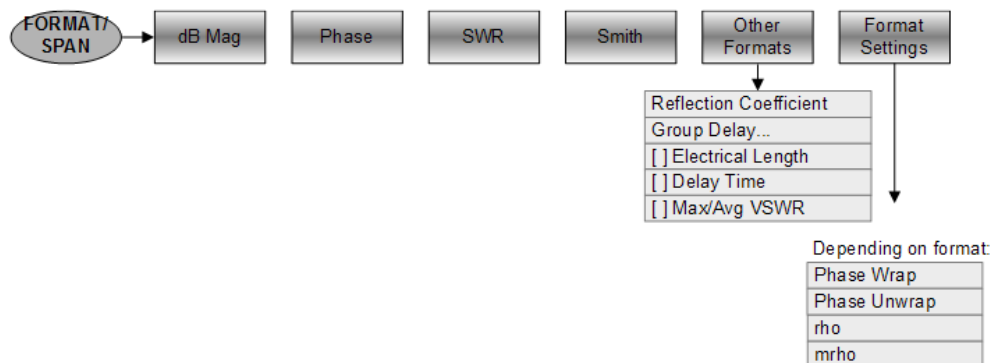 FORMAT/
SPAN
dB Mag
Phase
SWR
Smith
Other
Formats
Format
Settings
Reflection Coefficient
Group Delay...
[ ] Electrical Length
[ ] Delay Time
[ ] Max/Avg VSWR
Depending on format:
Phase Wrap
Phase Unwrap
rho
mrho